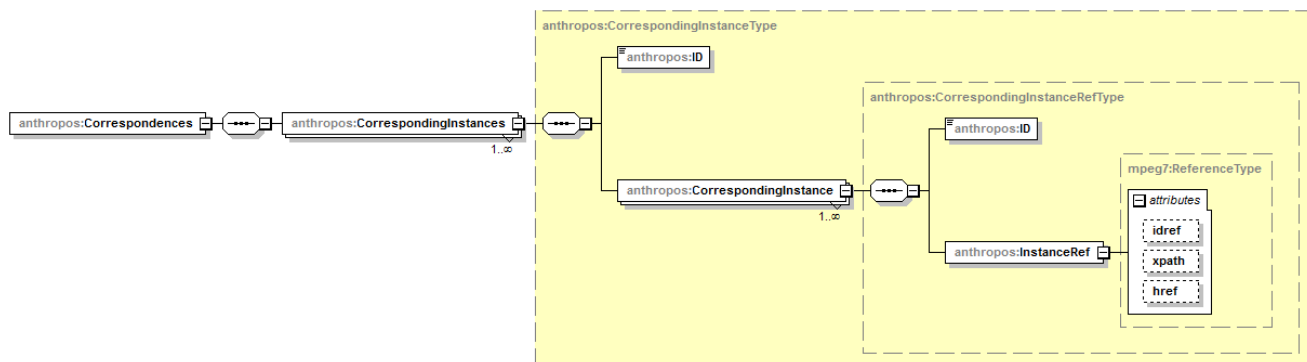 anthropos:CorrespondingInstanceType
anthropos:ID
anthropos:CorrespondingInstanceRefType
anthropos:Correspondences
anthropos:CorrespondingInstances
1..∞
anthropos:ID
mpeg7:ReferenceType
anthropos:CorrespondingInstance
1..∞
attributes
idref
anthropos:InstanceRef
xpath
href